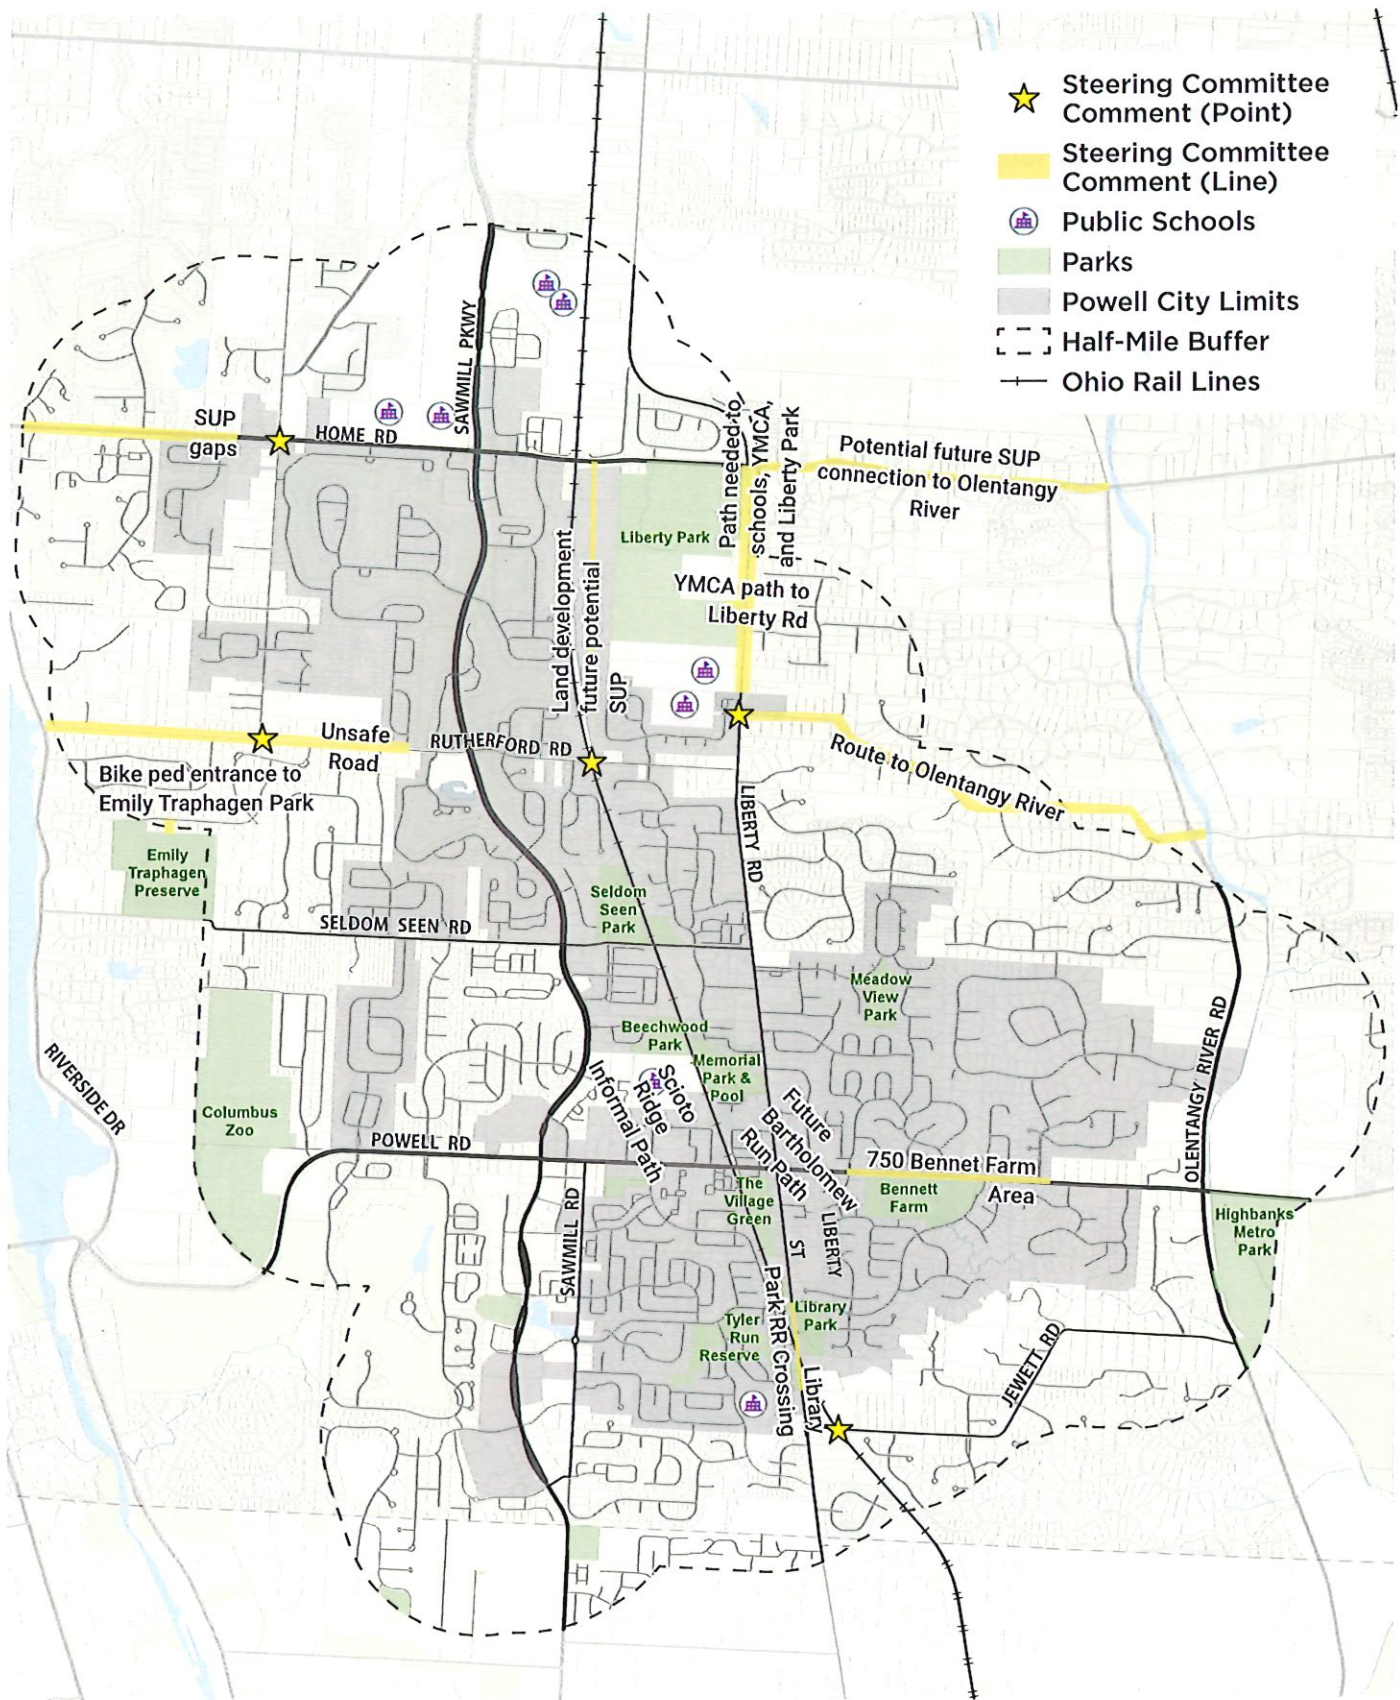 Steering Committee
Comment (Point)
Steering Committee
Comment (Line)
Public Schools
Parks
Powell City Limits
Half-Mile Buffer
Ohio Rail Lines
SAWMILL PKWY
SUP
gaps
HOME RD
Path needed to
schools, YMCA,
and Liberty Park
Potential future SUP
connection to Olentangy
River
Liberty Park
YMCA path to
Liberty Rd
Land development
future potential
SUP
Unsafe
Road
RUTHERFORD RD
Route to Olentangy River
Bike ped entrance to
Emily Traphagen Park
LIBERTY RD
Emily
Traphagen
Preserve
Seldom
Seen
Park
SELDOM SEEN RD
Meadow
View
Park
Beechwood
Park
Memorial
Park &
Pool
OLENTANGY RIVER RD
RIVERSIDE DR
Columbus
Zoo
Scioto
Ridge
Informal Path
Future
Bartholomew
Run Path
POWELL RD
750 Bennet Farm
Area
The
Village
Green
Bennett
Farm
Highbanks
Metro
Park
SAWMILL RD
LIBERTY
ST
Library
Park RR Crossing
Library
Park
Tyler
Run
Reserve
JEWETT RD